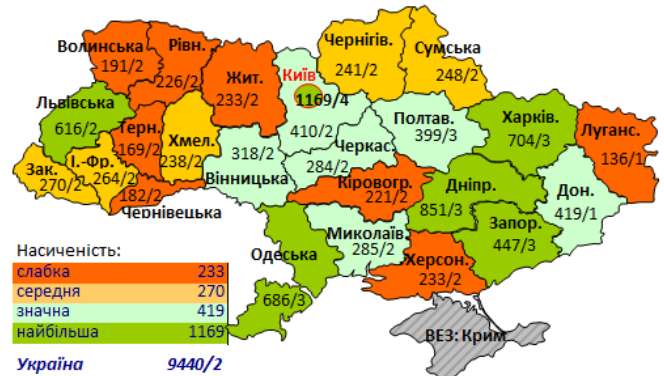 Волинська
191/2
Рівн.
226/2
Жит.
233/2
Київ
1169/4
410/2
Чернігів.
241/2
Сумська
248/2
Львівська
616/2
Терн.
169/2
Хмел.
238/2
318/2
Вінницька
Черкас.
284/2
Полтав.
399/3
Харків.
704/3
Луганс.
136/1
Зак.
270/2
І.-Фр.
264/2
182/2
Чернівецька
Кіровогр.
221/2
Дніпр.
851/3
Дон.
419/1
Запор.
447/3
Миколаїв.
285/2
Одеська
686/3
Херсон.
233/2
ВЕЗ: Крим
Насиченість:
слабка 233
середня 270
значна 419
найбільша 1169
Україна 9440/2